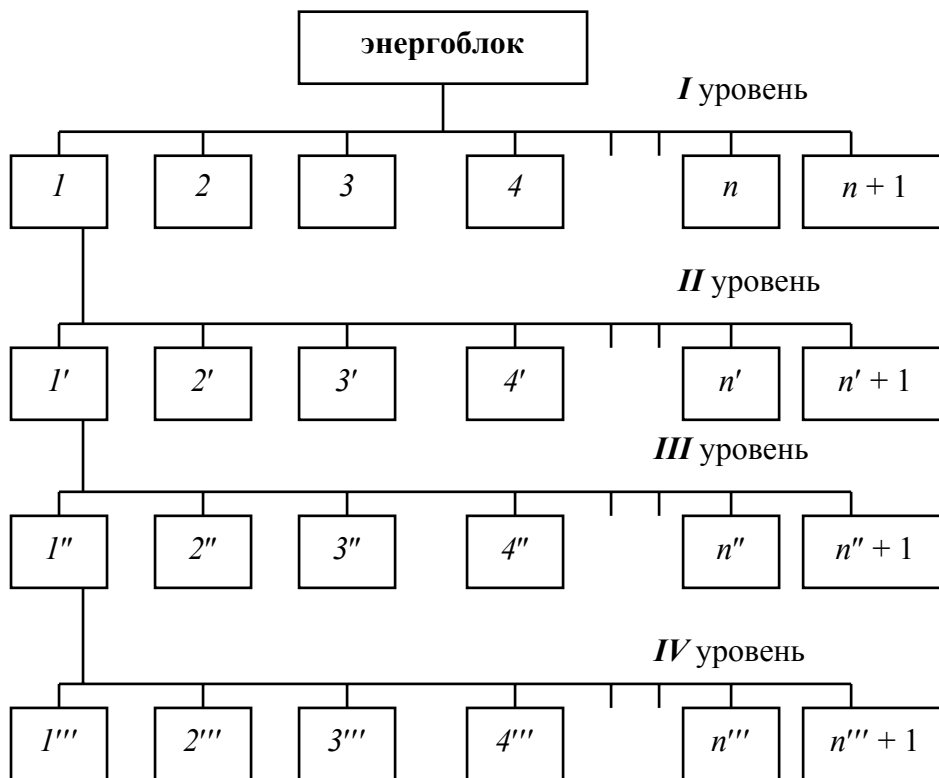 энергоблок
I уровень
1 2 3 4 n n + 1
II уровень
1' 2' 3' 4' n' n' + 1
III уровень
1" 2" 3" 4" n" n" + 1
IV уровень
1''' 2''' 3''' 4''' n''' n''' + 1